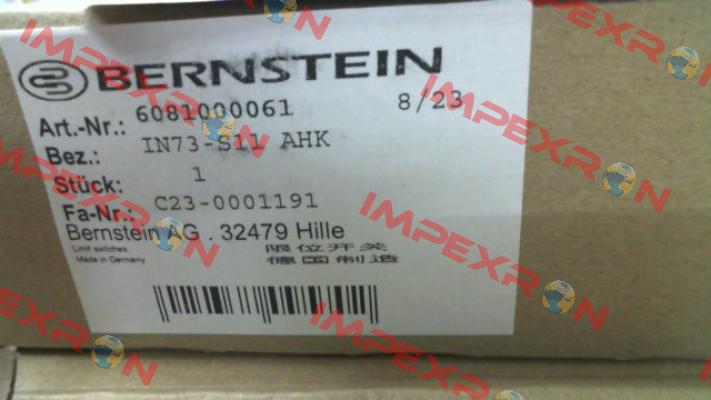 BERNSTEIN
Art.-Nr.: 6081000061 8/23
Bez.: IN73-S11 AHK
Stück: 1
Fa-Nr.: C23-0001191
Bernstein AG . 32479 Hille
Limit switches 限位开关
Made in Germany 德国制造
IMPEXRON
IMPEXRON
IMPEXRON
IMPEXRON
IMPEXRON
IMPEXRON